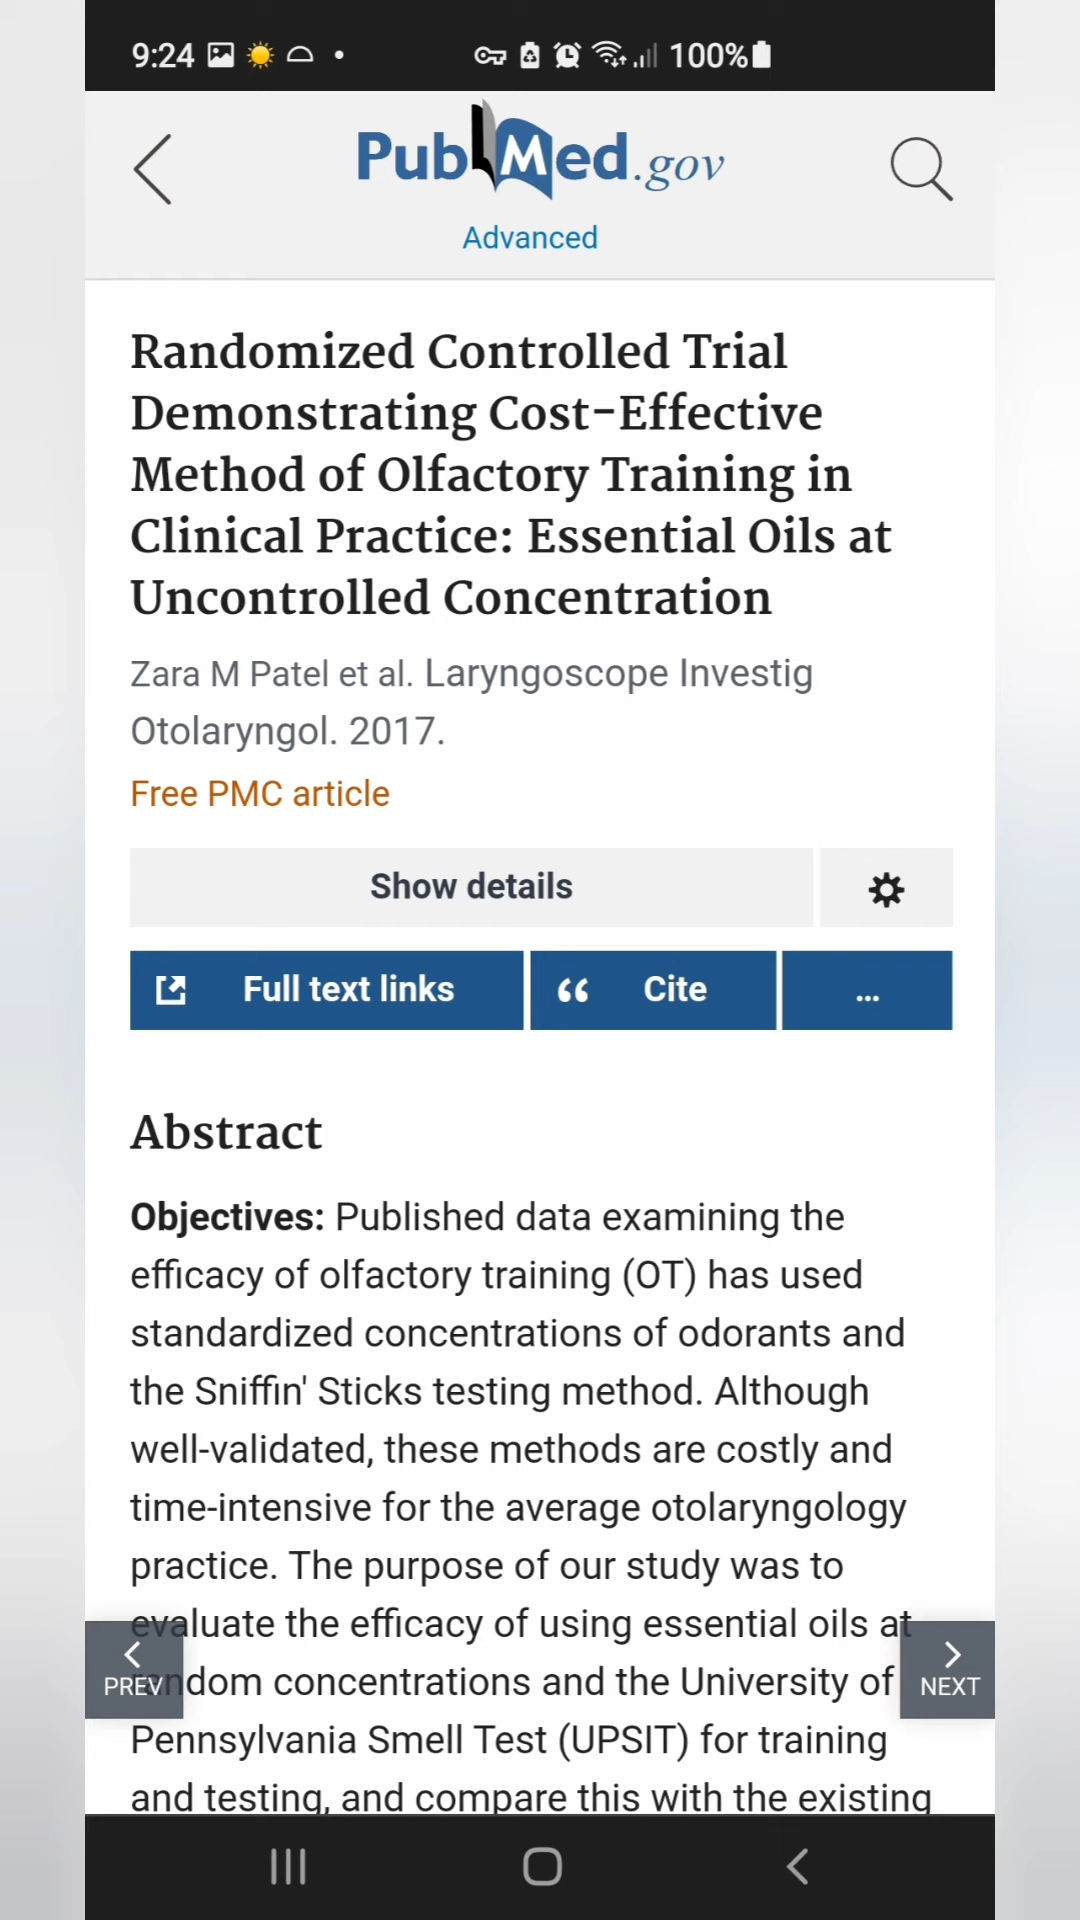 9:24
100%
PubMed.gov
Advanced
Randomized Controlled Trial
Demonstrating Cost-Effective
Method of Olfactory Training in
Clinical Practice: Essential Oils at
Uncontrolled Concentration
Zara M Patel et al. Laryngoscope Investig
Otolaryngol. 2017.
Free PMC article
Show details
Full text links
Cite
...
Abstract
Objectives: Published data examining the
efficacy of olfactory training (OT) has used
standardized concentrations of odorants and
the Sniffin' Sticks testing method. Although
well-validated, these methods are costly and
time-intensive for the average otolaryngology
practice. The purpose of our study was to
evaluate the efficacy of using essential oils at
random concentrations and the University of
PREV
NEXT
Pennsylvania Smell Test (UPSIT) for training
and testing, and compare this with the existing